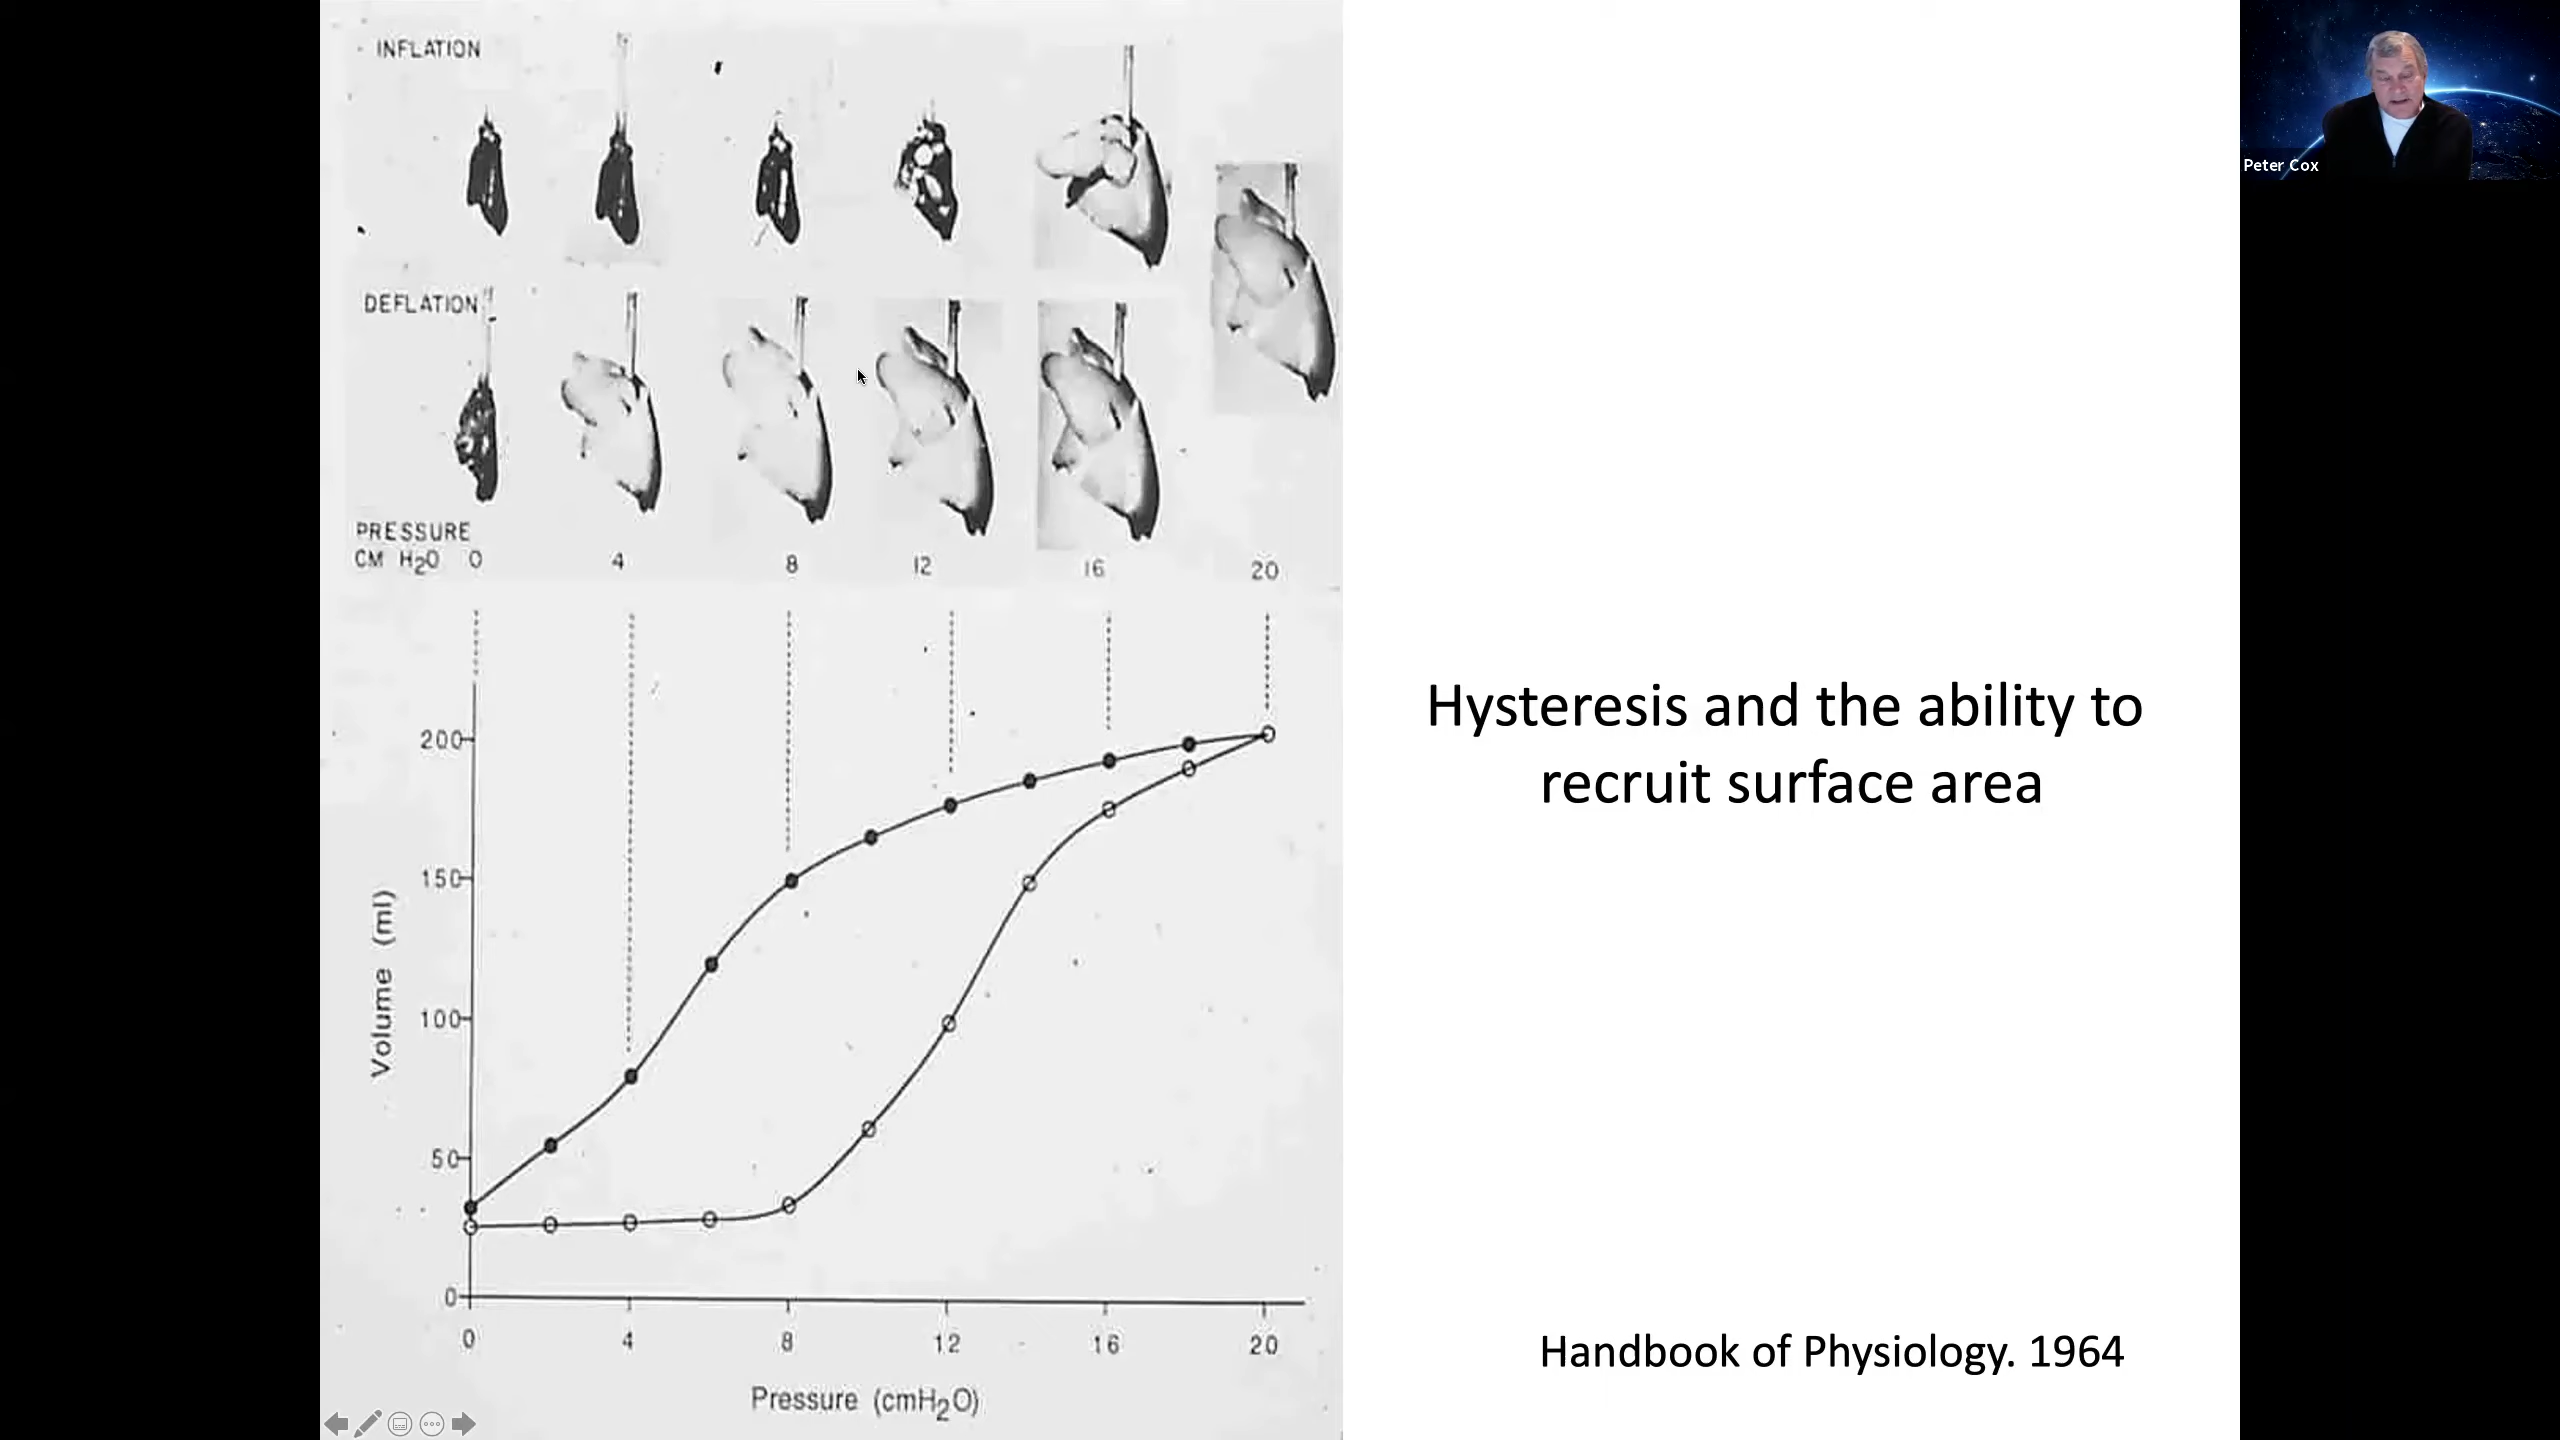 INFLATION
DEFLATION
PRESSURE
CM H2O 0 4 8 12 16 20
200
150
100
50
0
Volume (ml)
0 4 8 12 16 20
Pressure (cmH2O)
Hysteresis and the ability to
recruit surface area
Handbook of Physiology. 1964
Peter Cox